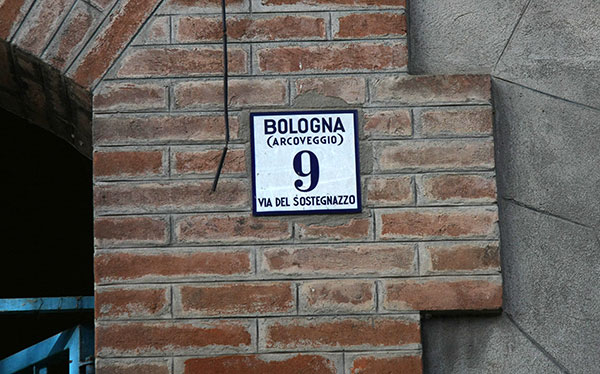 BOLOGNA
(ARCOVEGGIO)
9
VIA DEL SOSTEGNAZZO